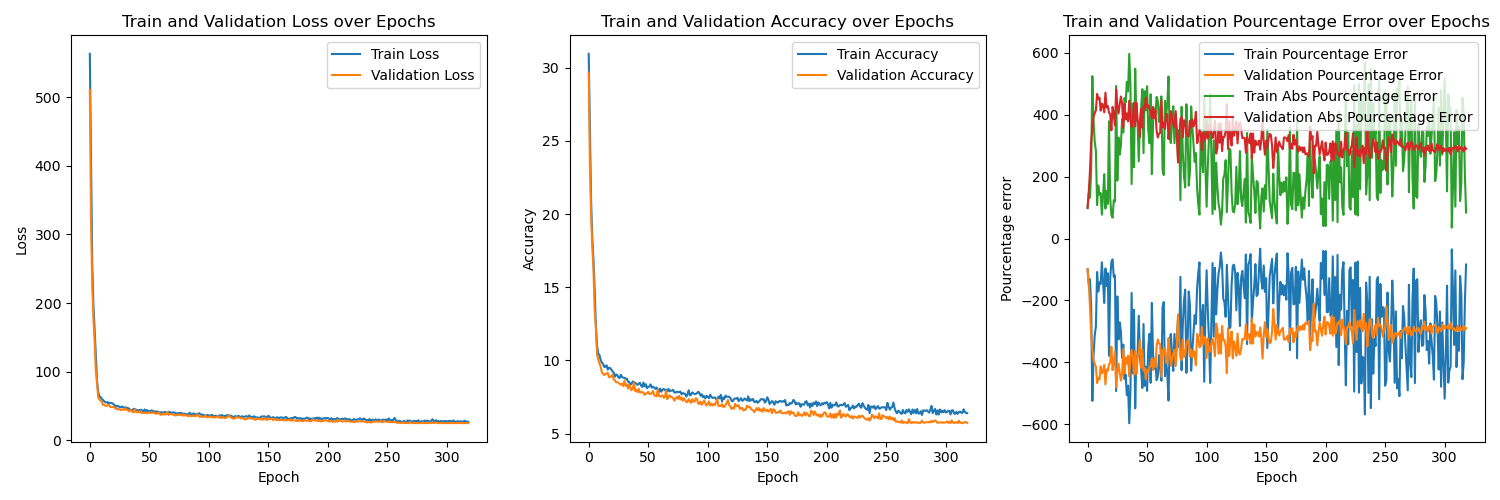 Train and Validation Loss over Epochs
Train Loss
Validation Loss
500
400
300
200
100
0
Loss
0 50 100 150 200 250 300
Epoch
Train and Validation Accuracy over Epochs
Train Accuracy
Validation Accuracy
30
25
20
15
10
5
Accuracy
0 50 100 150 200 250 300
Epoch
Train and Validation Pourcentage Error over Epochs
Train Pourcentage Error
Validation Pourcentage Error
Train Abs Pourcentage Error
Validation Abs Pourcentage Error
600
400
200
0
−200
−400
−600
Pourcentage error
0 50 100 150 200 250 300
Epoch